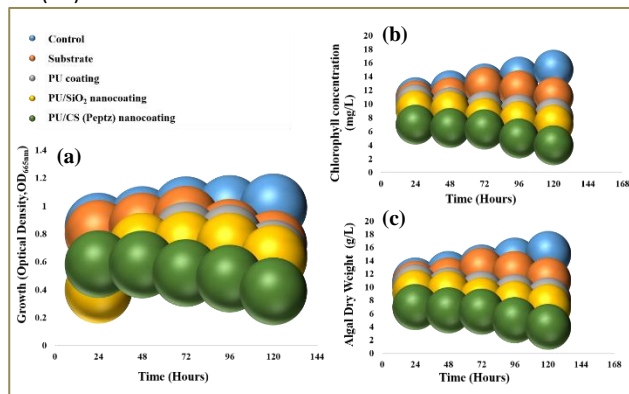 Control
Substrate
PU coating
PU/SiO₂ nanocoating
PU/CS (Peptz) nanocoating
(a)
Growth (Optical Density,OD665nm)
1.4
1.2
1
0.8
0.6
0.4
0.2
0
0 24 48 72 96 120 144
Time (Hours)
(b)
Chlorophyll concentration
(mg/L)
20
18
16
14
12
10
8
6
4
2
0
0 24 48 72 96 120 144 168
Time (Hours)
(c)
Algal Dry Weight (g/L)
20
18
16
14
12
10
8
6
4
2
0
0 24 48 72 96 120 144 168
Time (Hours)